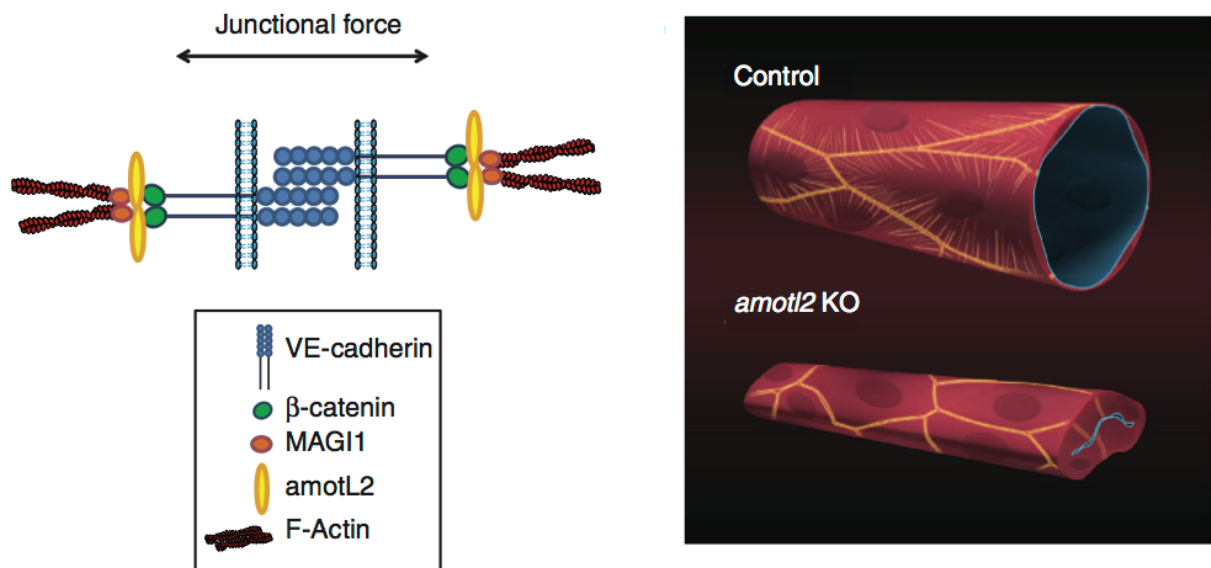 Junctional force
VE-cadherin
β-catenin
MAGI1
amotL2
F-Actin
Control
amotl2 KO